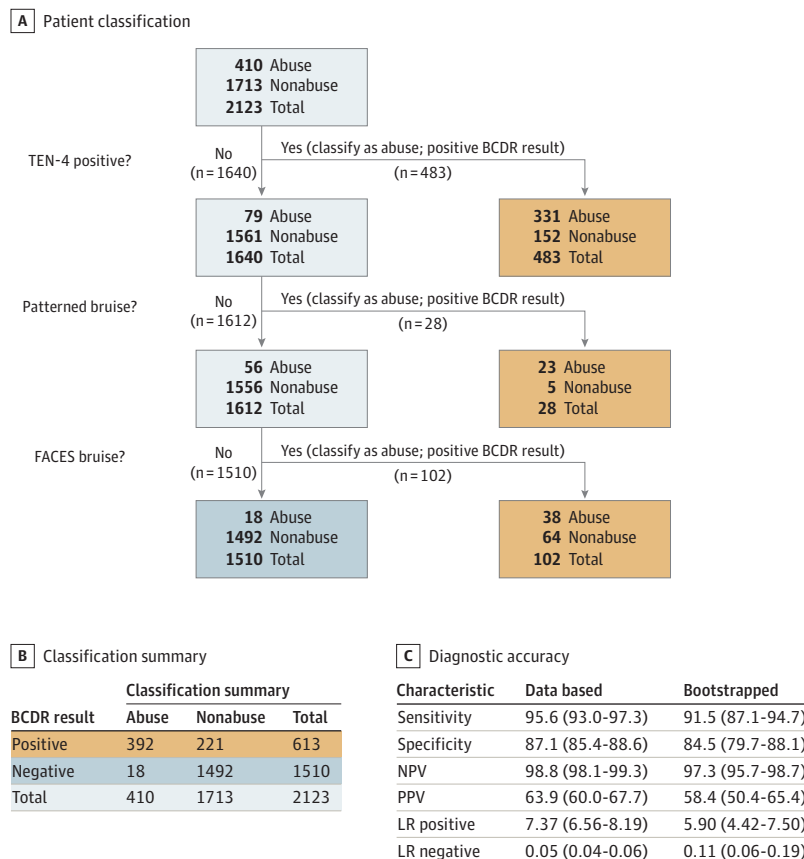 A Patient classification
410 Abuse
1713 Nonabuse
2123 Total
TEN-4 positive?
No
(n=1640)
Yes (classify as abuse; positive BCDR result)
(n=483)
79 Abuse
1561 Nonabuse
1640 Total
331 Abuse
152 Nonabuse
483 Total
Patterned bruise?
No
(n=1612)
Yes (classify as abuse; positive BCDR result)
(n=28)
56 Abuse
1556 Nonabuse
1612 Total
23 Abuse
5 Nonabuse
28 Total
FACES bruise?
No
(n=1510)
Yes (classify as abuse; positive BCDR result)
(n=102)
18 Abuse
1492 Nonabuse
1510 Total
38 Abuse
64 Nonabuse
102 Total
B Classification summary
Classification summary
BCDR result Abuse Nonabuse Total
Positive 392 221 613
Negative 18 1492 1510
Total 410 1713 2123
C Diagnostic accuracy
Characteristic Data based Bootstrapped
Sensitivity 95.6 (93.0-97.3) 91.5 (87.1-94.7)
Specificity 87.1 (85.4-88.6) 84.5 (79.7-88.1)
NPV 98.8 (98.1-99.3) 97.3 (95.7-98.7)
PPV 63.9 (60.0-67.7) 58.4 (50.4-65.4)
LR positive 7.37 (6.56-8.19) 5.90 (4.42-7.50)
LR negative 0.05 (0.04-0.06) 0.11 (0.06-0.19)